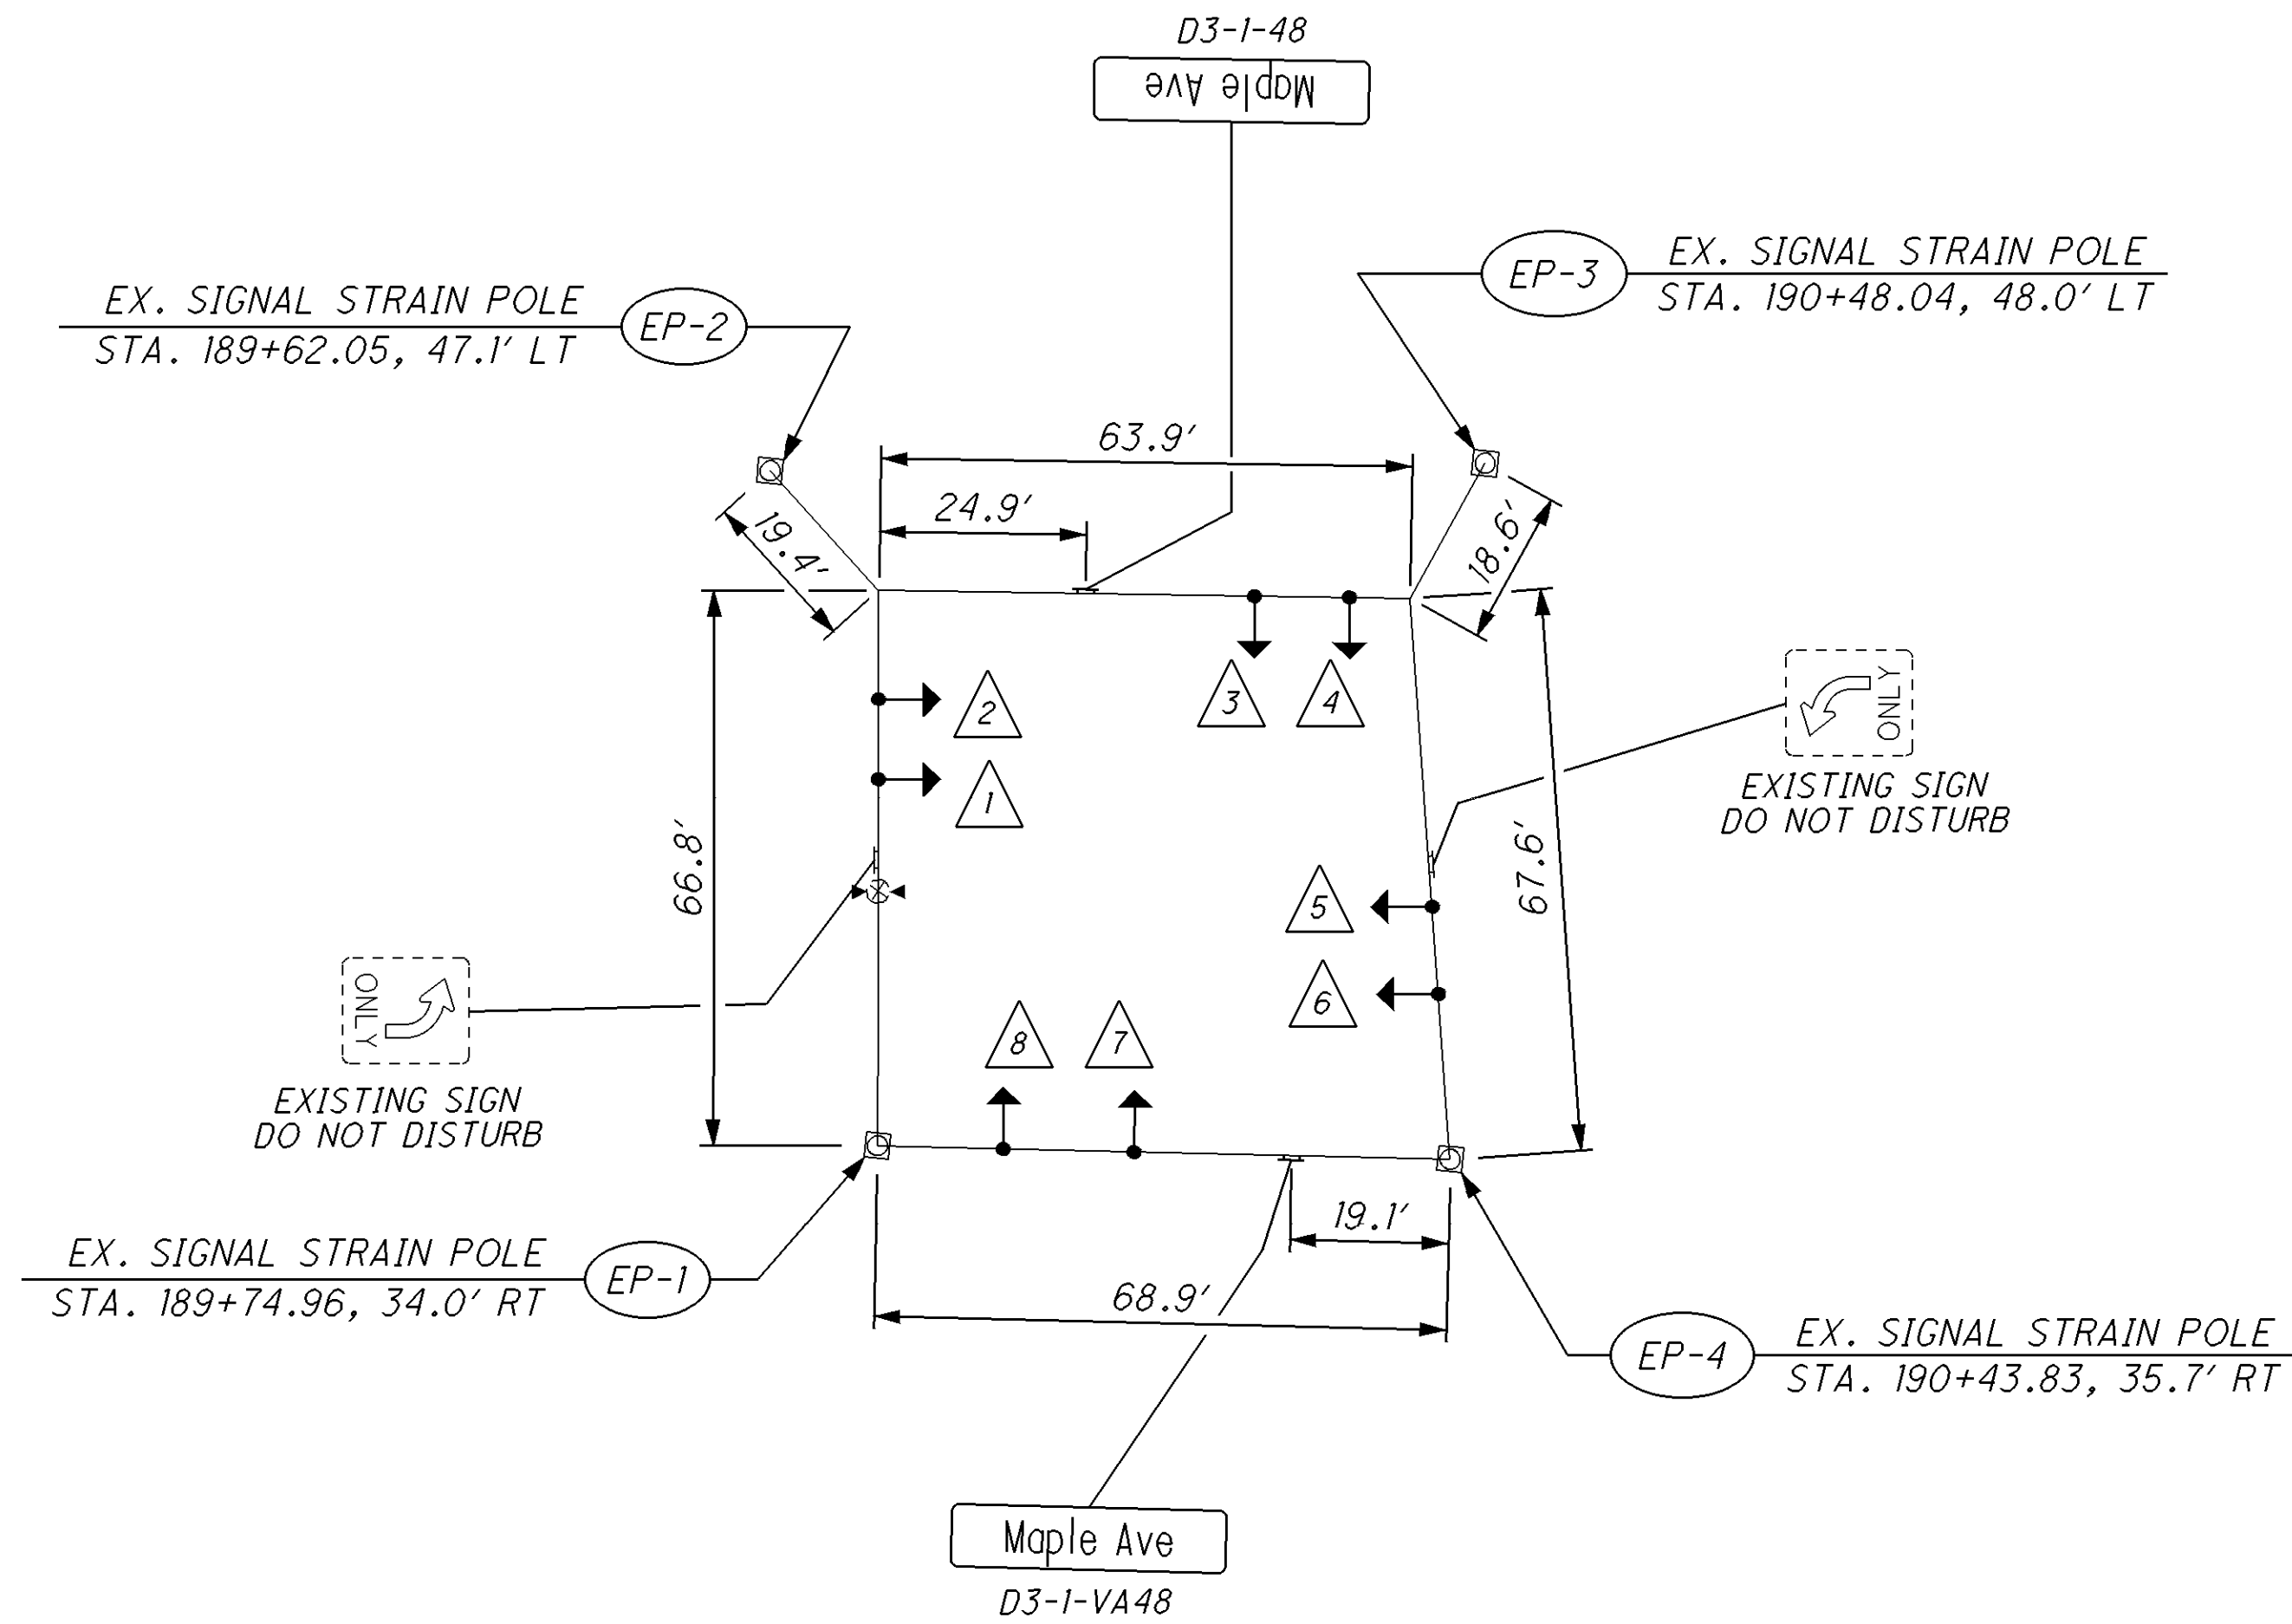 D3-1-48
Maple Ave
EX. SIGNAL STRAIN POLE
STA. 190+48.04, 48.0' LT
EP-3
EX. SIGNAL STRAIN POLE
STA. 189+62.05, 47.1' LT
EP-2
63.9'
24.9'
19.4'
18.6'
2
3
4
1
ONLY
EXISTING SIGN
DO NOT DISTURB
66.8'
67.6'
5
6
8
7
ONLY
EXISTING SIGN
DO NOT DISTURB
19.1'
68.9'
EX. SIGNAL STRAIN POLE
STA. 189+74.96, 34.0' RT
EP-1
EP-4
EX. SIGNAL STRAIN POLE
STA. 190+43.83, 35.7' RT
Maple Ave
D3-1-VA48